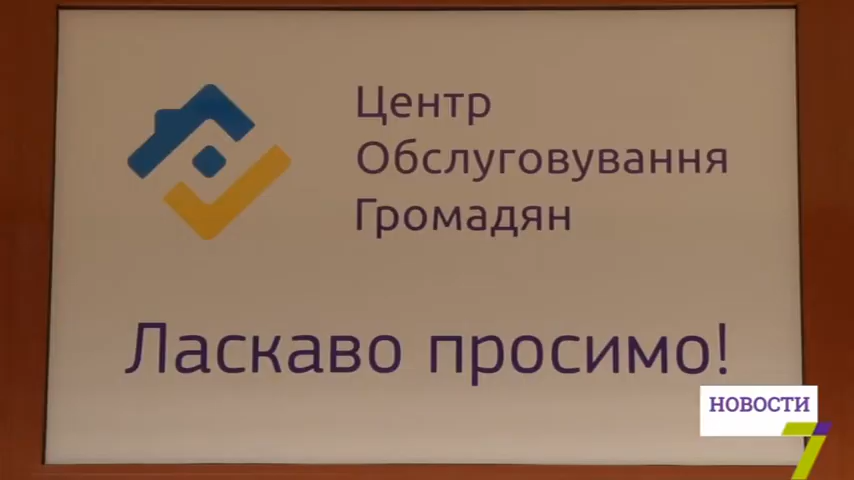 Центр
Обслуговування
Громадян
Ласкаво просимо!
НОВОСТИ
7